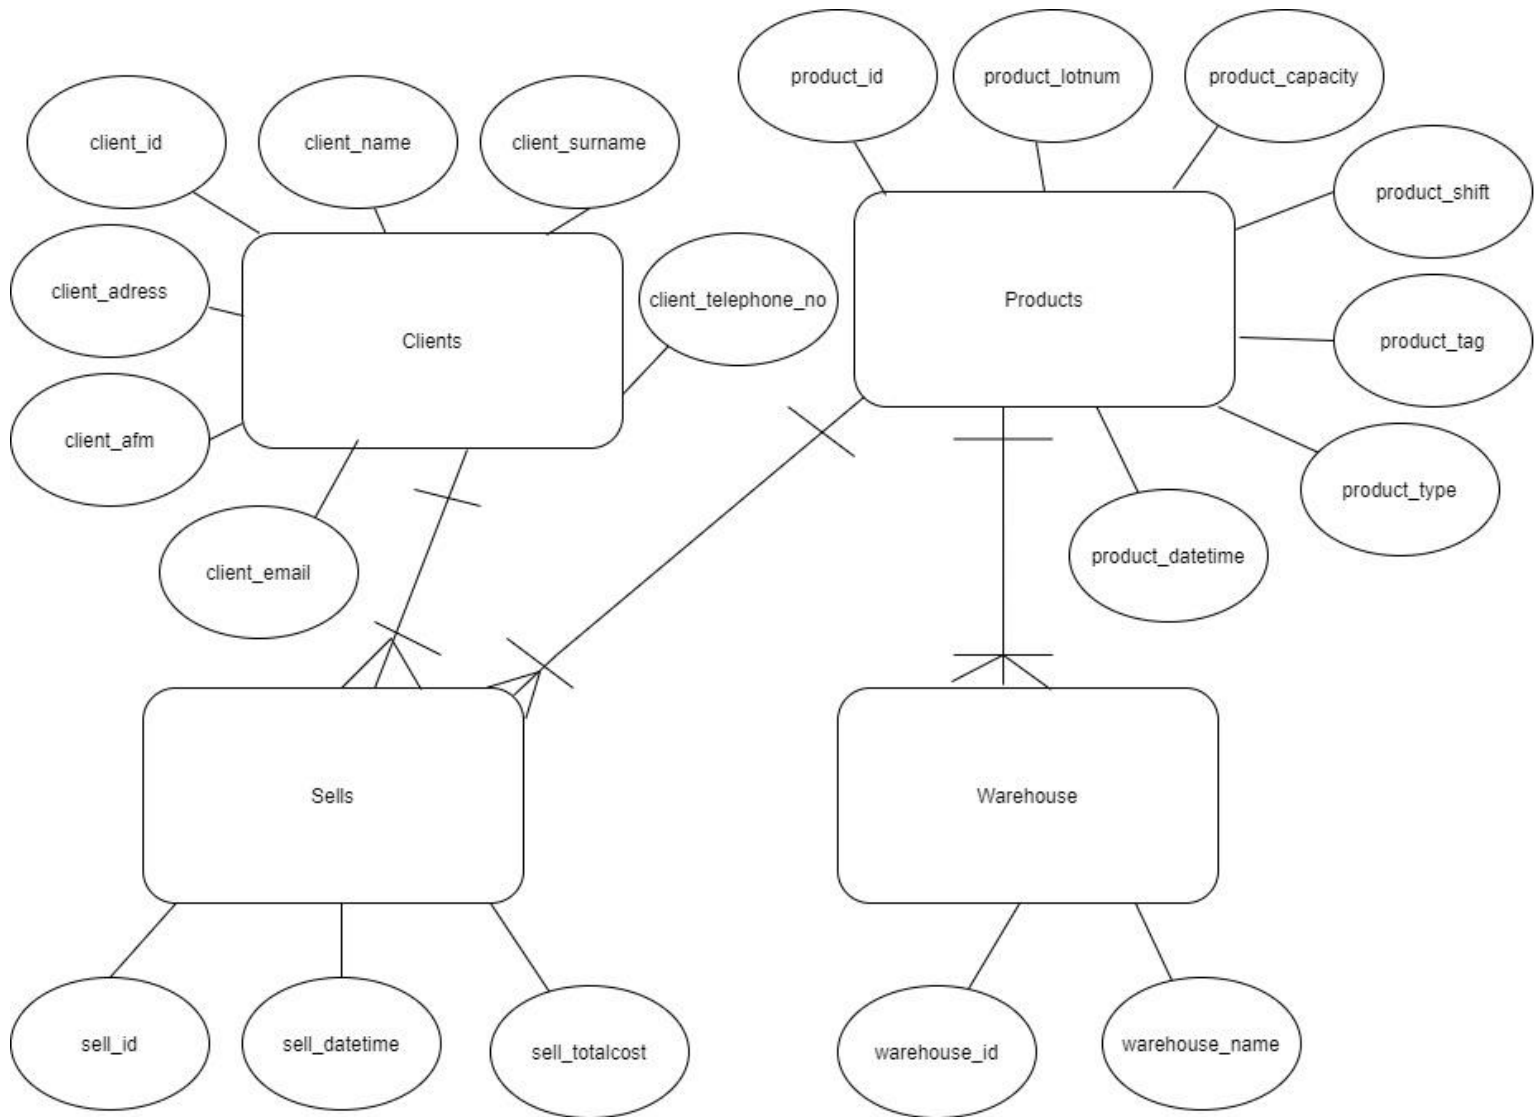 product_id
product_lotnum
product_capacity
client_id
client_name
client_surname
product_shift
client_adress
client_telephone_no
Products
Clients
product_tag
client_afm
product_type
product_datetime
client_email
Sells
Warehouse
sell_id
sell_datetime
sell_totalcost
warehouse_id
warehouse_name